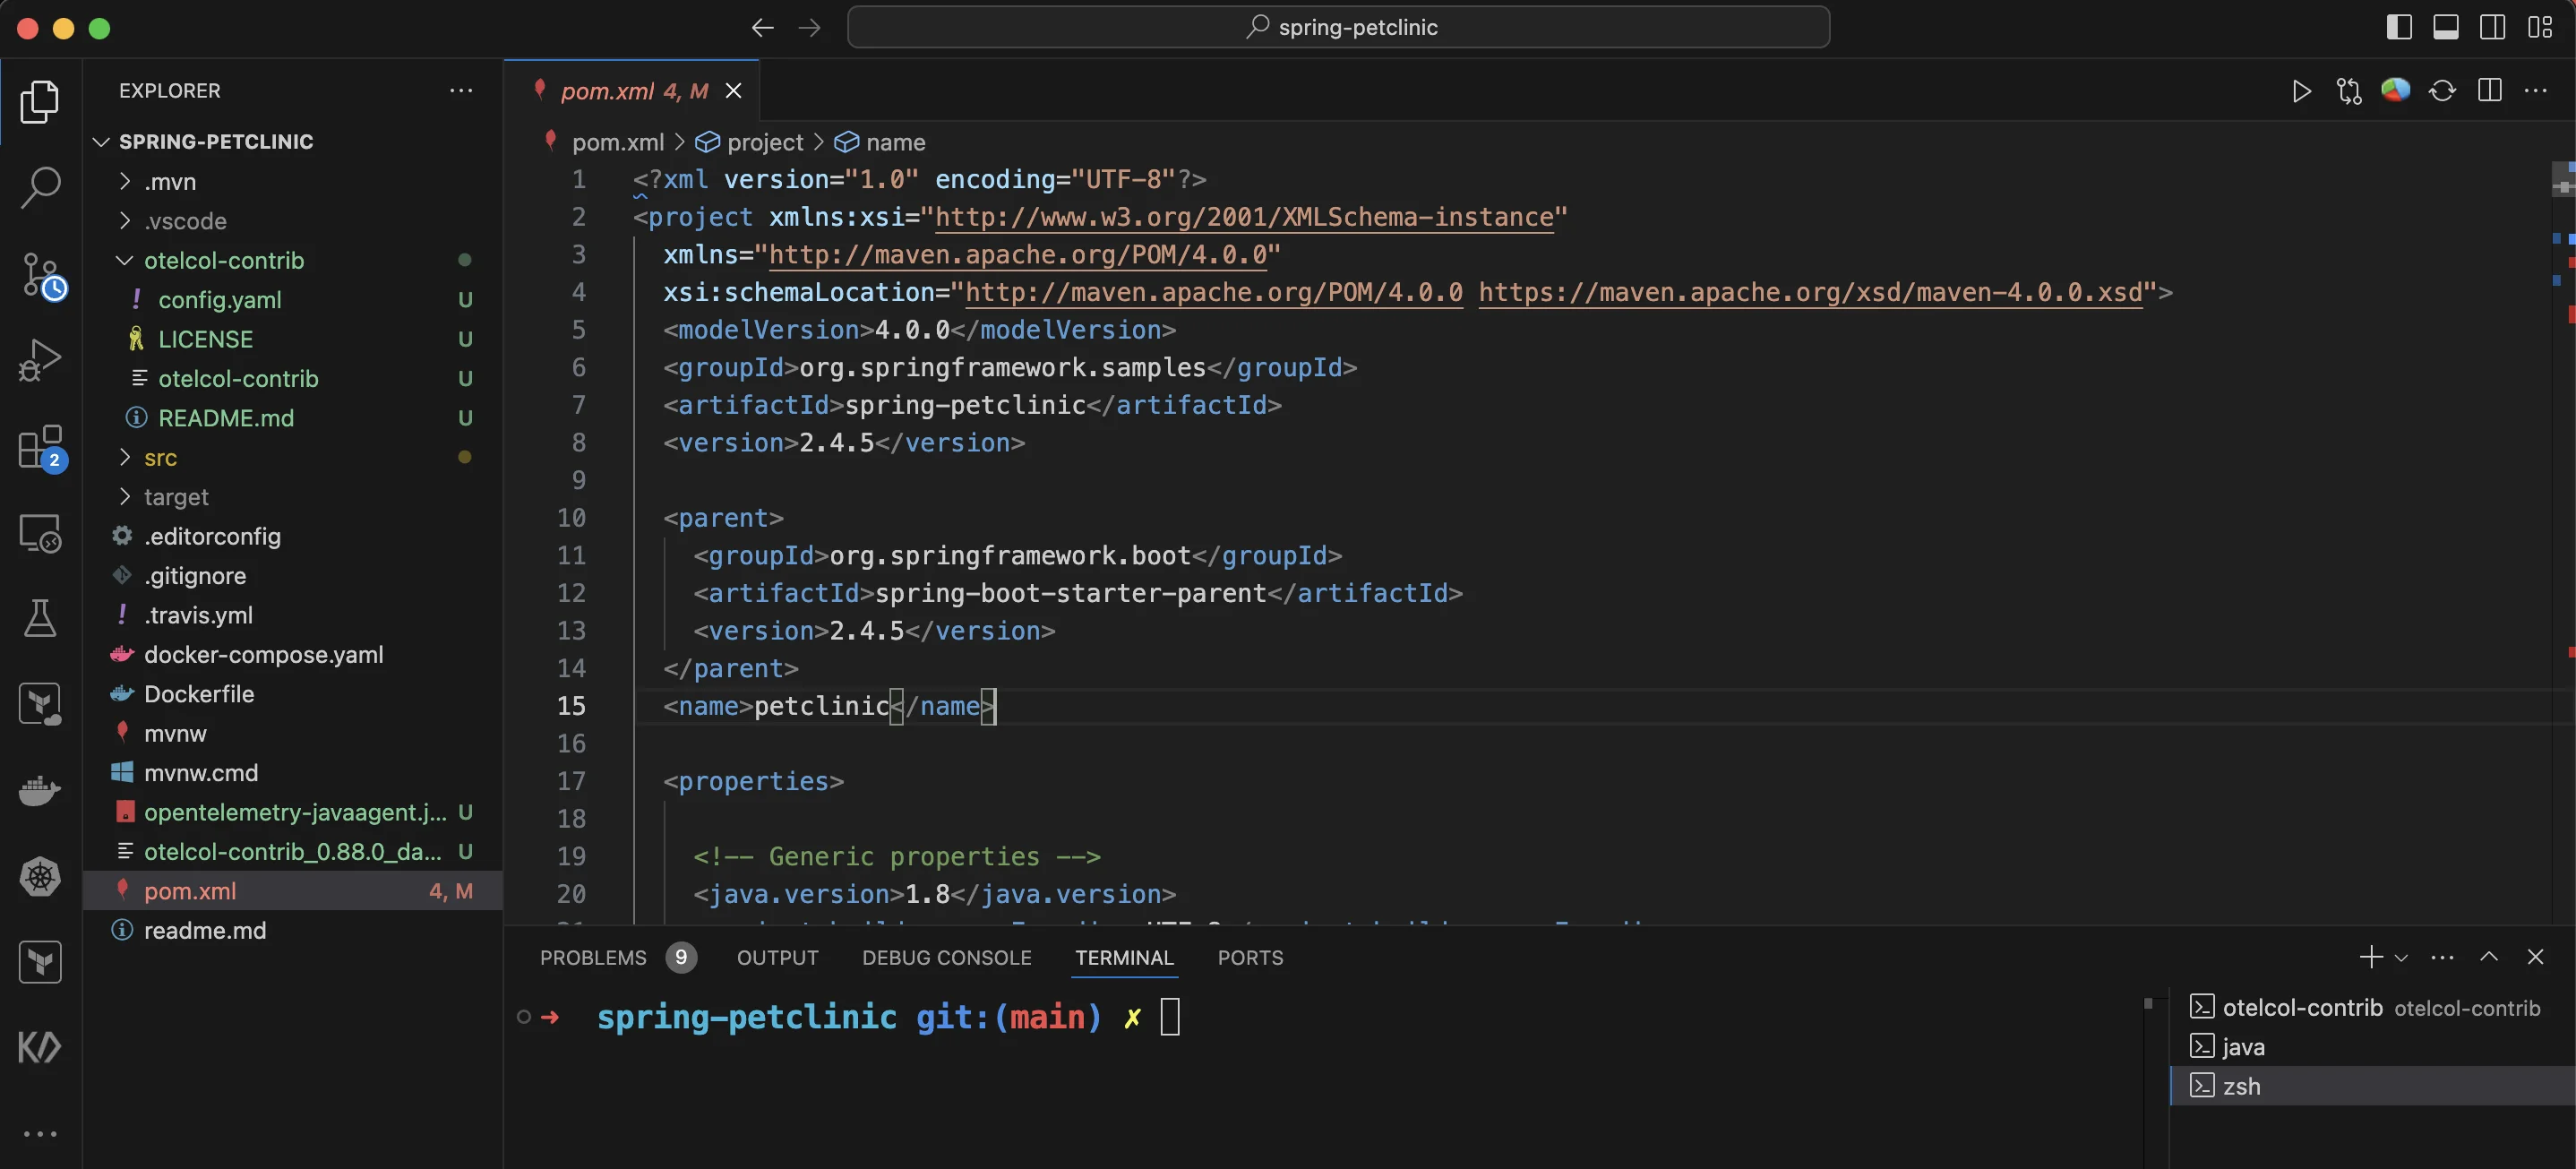 spring-petclinic
EXPLORER
SPRING-PETCLINIC
.mvn
.vscode
otelcol-contrib
config.yaml U
LICENSE U
otelcol-contrib U
README.md U
src
target
.editorconfig
.gitignore
.travis.yml
docker-compose.yaml
Dockerfile
mvnw
mvnw.cmd
opentelemetry-javaagent.j... U
otelcol-contrib_0.88.0_da... U
pom.xml 4, M
readme.md
2
pom.xml 4, M
pom.xml > project > name
1 <?xml version="1.0" encoding="UTF-8"?>
2 <project xmlns:xsi="http://www.w3.org/2001/XMLSchema-instance"
3 xmlns="http://maven.apache.org/POM/4.0.0"
4 xsi:schemaLocation="http://maven.apache.org/POM/4.0.0 https://maven.apache.org/xsd/maven-4.0.0.xsd">
5 <modelVersion>4.0.0</modelVersion>
6 <groupId>org.springframework.samples</groupId>
7 <artifactId>spring-petclinic</artifactId>
8 <version>2.4.5</version>
9
10 <parent>
11 <groupId>org.springframework.boot</groupId>
12 <artifactId>spring-boot-starter-parent</artifactId>
13 <version>2.4.5</version>
14 </parent>
15 <name>petclinic</name>
16
17 <properties>
18
19 <!-- Generic properties -->
20 <java.version>1.8</java.version>
PROBLEMS 9 OUTPUT DEBUG CONSOLE TERMINAL PORTS
spring-petclinic git:(main) ✗
otelcol-contrib otelcol-contrib
java
zsh